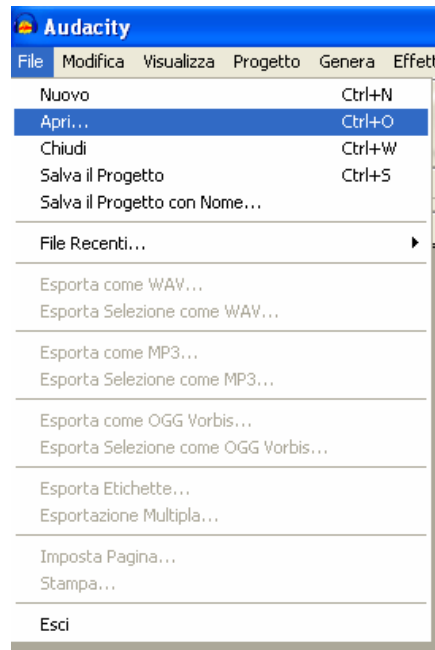 Audacity
File Modifica Visualizza Progetto Genera Effett
Nuovo Ctrl+N
Apri... Ctrl+O
Chiudi Ctrl+W
Salva il Progetto Ctrl+S
Salva il Progetto con Nome...
File Recenti...
Esporta come WAV...
Esporta Selezione come WAV...
Esporta come MP3...
Esporta Selezione come MP3...
Esporta come OGG Vorbis...
Esporta Selezione come OGG Vorbis...
Esporta Etichette...
Esportazione Multipla...
Imposta Pagina...
Stampa...
Esci